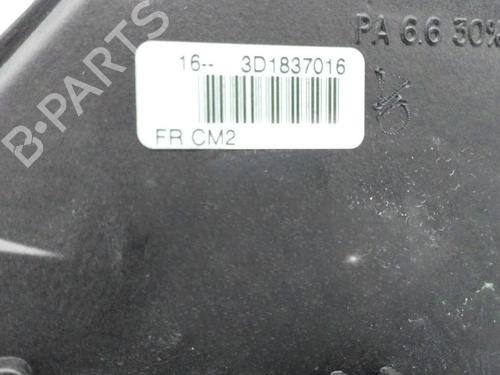 16-- 3D1837016
FR CM2
PA 6.6 30%
B-PARTS